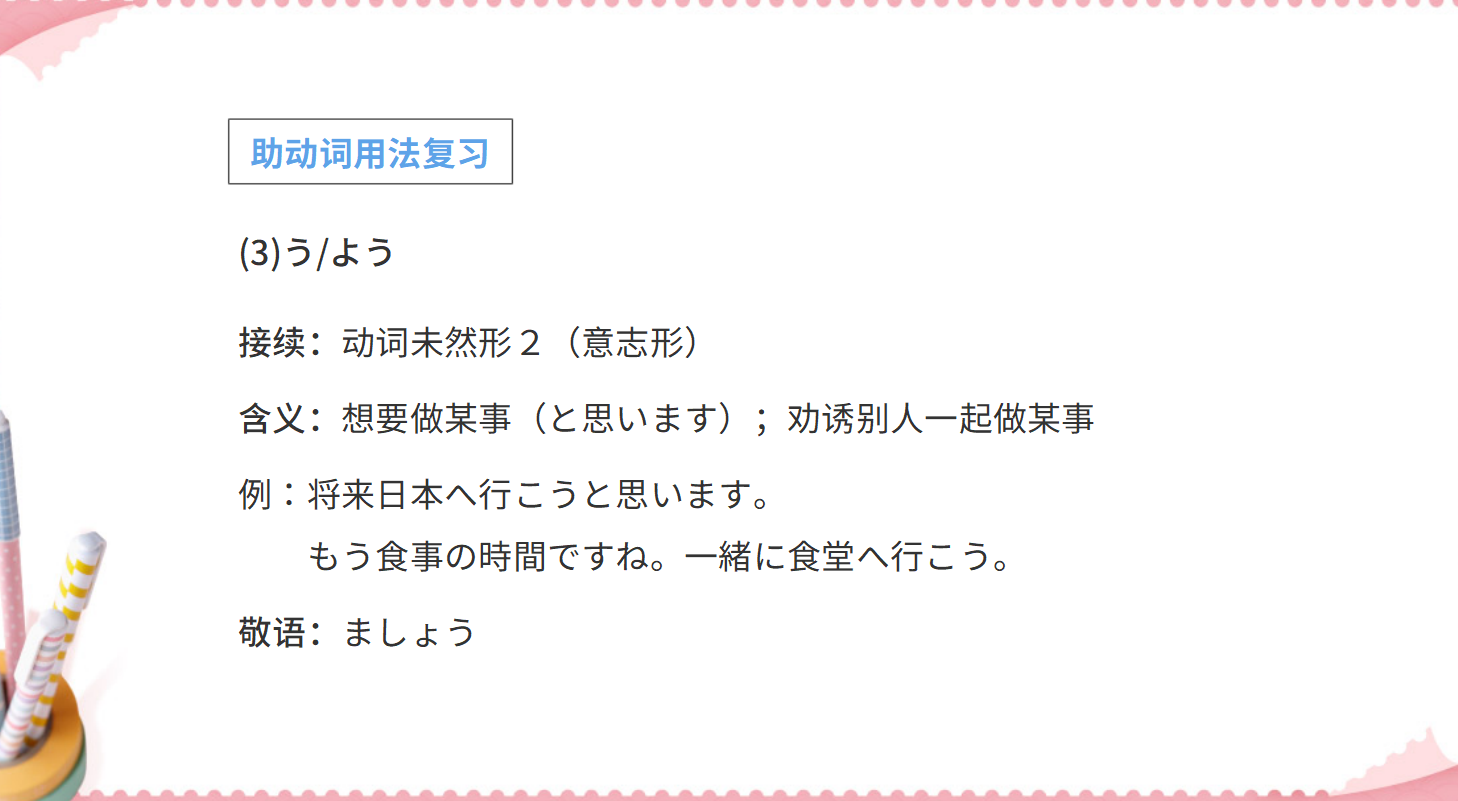 助动词用法复习
(3)う/よう
接续：动词未然形２（意志形）
含义：想要做某事（と思います）；劝诱别人一起做某事
例：将来日本へ行こうと思います。
もう食事の時間ですね。一緒に食堂へ行こう。
敬语：ましょう